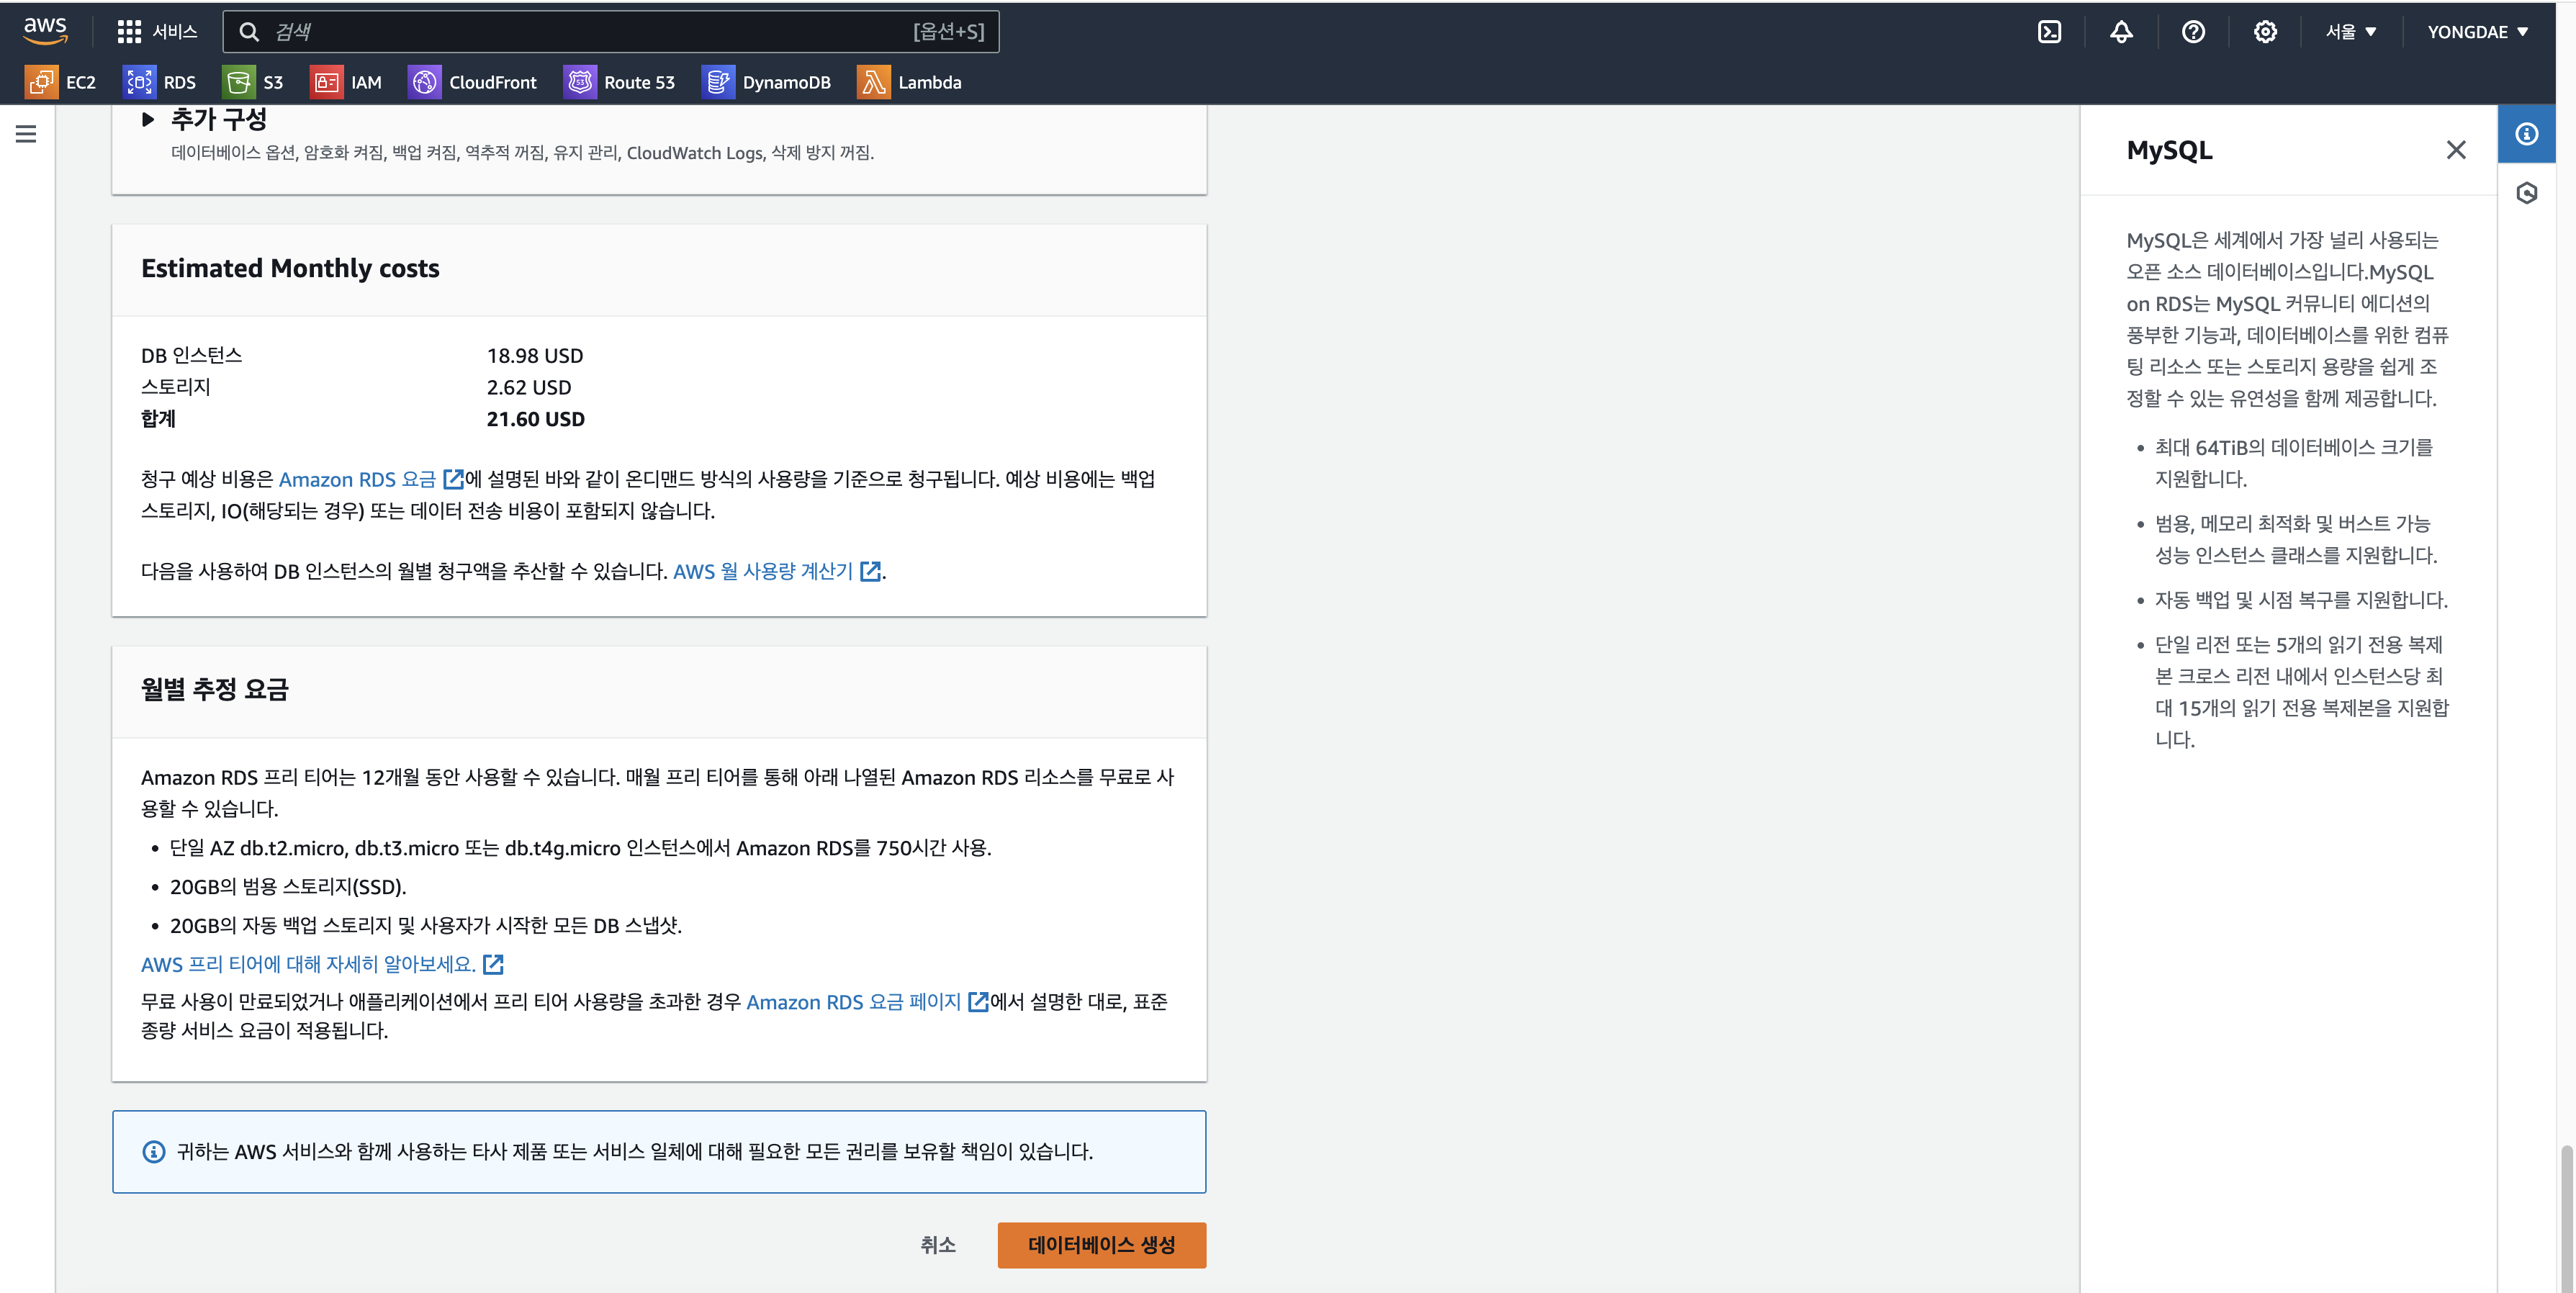 aws
서비스
검색
[옵션+S]
서울 ▼
YONGDAE ▼
EC2
RDS
S3
IAM
CloudFront
Route 53
DynamoDB
Lambda
추가 구성
데이터베이스 옵션, 암호화 켜짐, 백업 켜짐, 역추적 꺼짐, 유지 관리, CloudWatch Logs, 삭제 방지 꺼짐.
Estimated Monthly costs
DB 인스턴스 18.98 USD
스토리지 2.62 USD
합계 21.60 USD
청구 예상 비용은 Amazon RDS 요금 에 설명된 바와 같이 온디맨드 방식의 사용량을 기준으로 청구됩니다. 예상 비용에는 백업
스토리지, IO(해당되는 경우) 또는 데이터 전송 비용이 포함되지 않습니다.
다음을 사용하여 DB 인스턴스의 월별 청구액을 추산할 수 있습니다. AWS 월 사용량 계산기 .
월별 추정 요금
Amazon RDS 프리 티어는 12개월 동안 사용할 수 있습니다. 매월 프리 티어를 통해 아래 나열된 Amazon RDS 리소스를 무료로 사
용할 수 있습니다.
• 단일 AZ db.t2.micro, db.t3.micro 또는 db.t4g.micro 인스턴스에서 Amazon RDS를 750시간 사용.
• 20GB의 범용 스토리지(SSD).
• 20GB의 자동 백업 스토리지 및 사용자가 시작한 모든 DB 스냅샷.
AWS 프리 티어에 대해 자세히 알아보세요.
무료 사용이 만료되었거나 애플리케이션에서 프리 티어 사용량을 초과한 경우 Amazon RDS 요금 페이지 에서 설명한 대로, 표준
종량 서비스 요금이 적용됩니다.
귀하는 AWS 서비스와 함께 사용하는 타사 제품 또는 서비스 일체에 대해 필요한 모든 권리를 보유할 책임이 있습니다.
취소
데이터베이스 생성
MySQL
MySQL은 세계에서 가장 널리 사용되는
오픈 소스 데이터베이스입니다.MySQL
on RDS는 MySQL 커뮤니티 에디션의
풍부한 기능과, 데이터베이스를 위한 컴퓨
팅 리소스 또는 스토리지 용량을 쉽게 조
정할 수 있는 유연성을 함께 제공합니다.
• 최대 64TiB의 데이터베이스 크기를
지원합니다.
• 범용, 메모리 최적화 및 버스트 가능
성능 인스턴스 클래스를 지원합니다.
• 자동 백업 및 시점 복구를 지원합니다.
• 단일 리전 또는 5개의 읽기 전용 복제
본 크로스 리전 내에서 인스턴스당 최
대 15개의 읽기 전용 복제본을 지원합
니다.